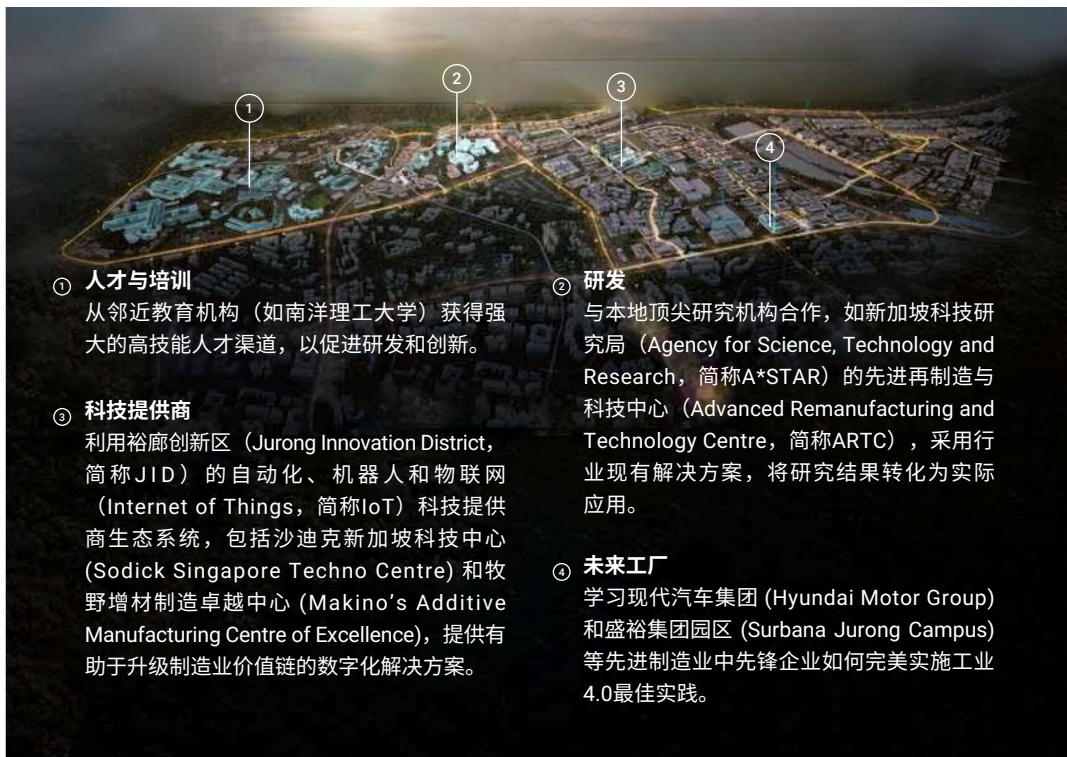 1
2
3
4
① 人才与培训
从邻近教育机构（如南洋理工大学）获得强
大的高技能人才渠道，以促进研发和创新。
② 研发
与本地顶尖研究机构合作，如新加坡科技研
究局（Agency for Science, Technology and
Research，简称A*STAR）的先进再制造与
科技中心（Advanced Remanufacturing and
Technology Centre，简称ARTC），采用行
业现有解决方案，将研究结果转化为实际
应用。
③ 科技提供商
利用裕廊创新区（Jurong Innovation District，
简称JID）的自动化、机器人和物联网
（Internet of Things，简称IoT）科技提供
商生态系统，包括沙迪克新加坡科技中心
(Sodick Singapore Techno Centre) 和牧
野增材制造卓越中心 (Makino’s Additive
Manufacturing Centre of Excellence)，提供有
助于升级制造业价值链的数字化解决方案。
④ 未来工厂
学习现代汽车集团 (Hyundai Motor Group)
和盛裕集团园区 (Surbana Jurong Campus)
等先进制造业中先锋企业如何完美实施工业
4.0最佳实践。